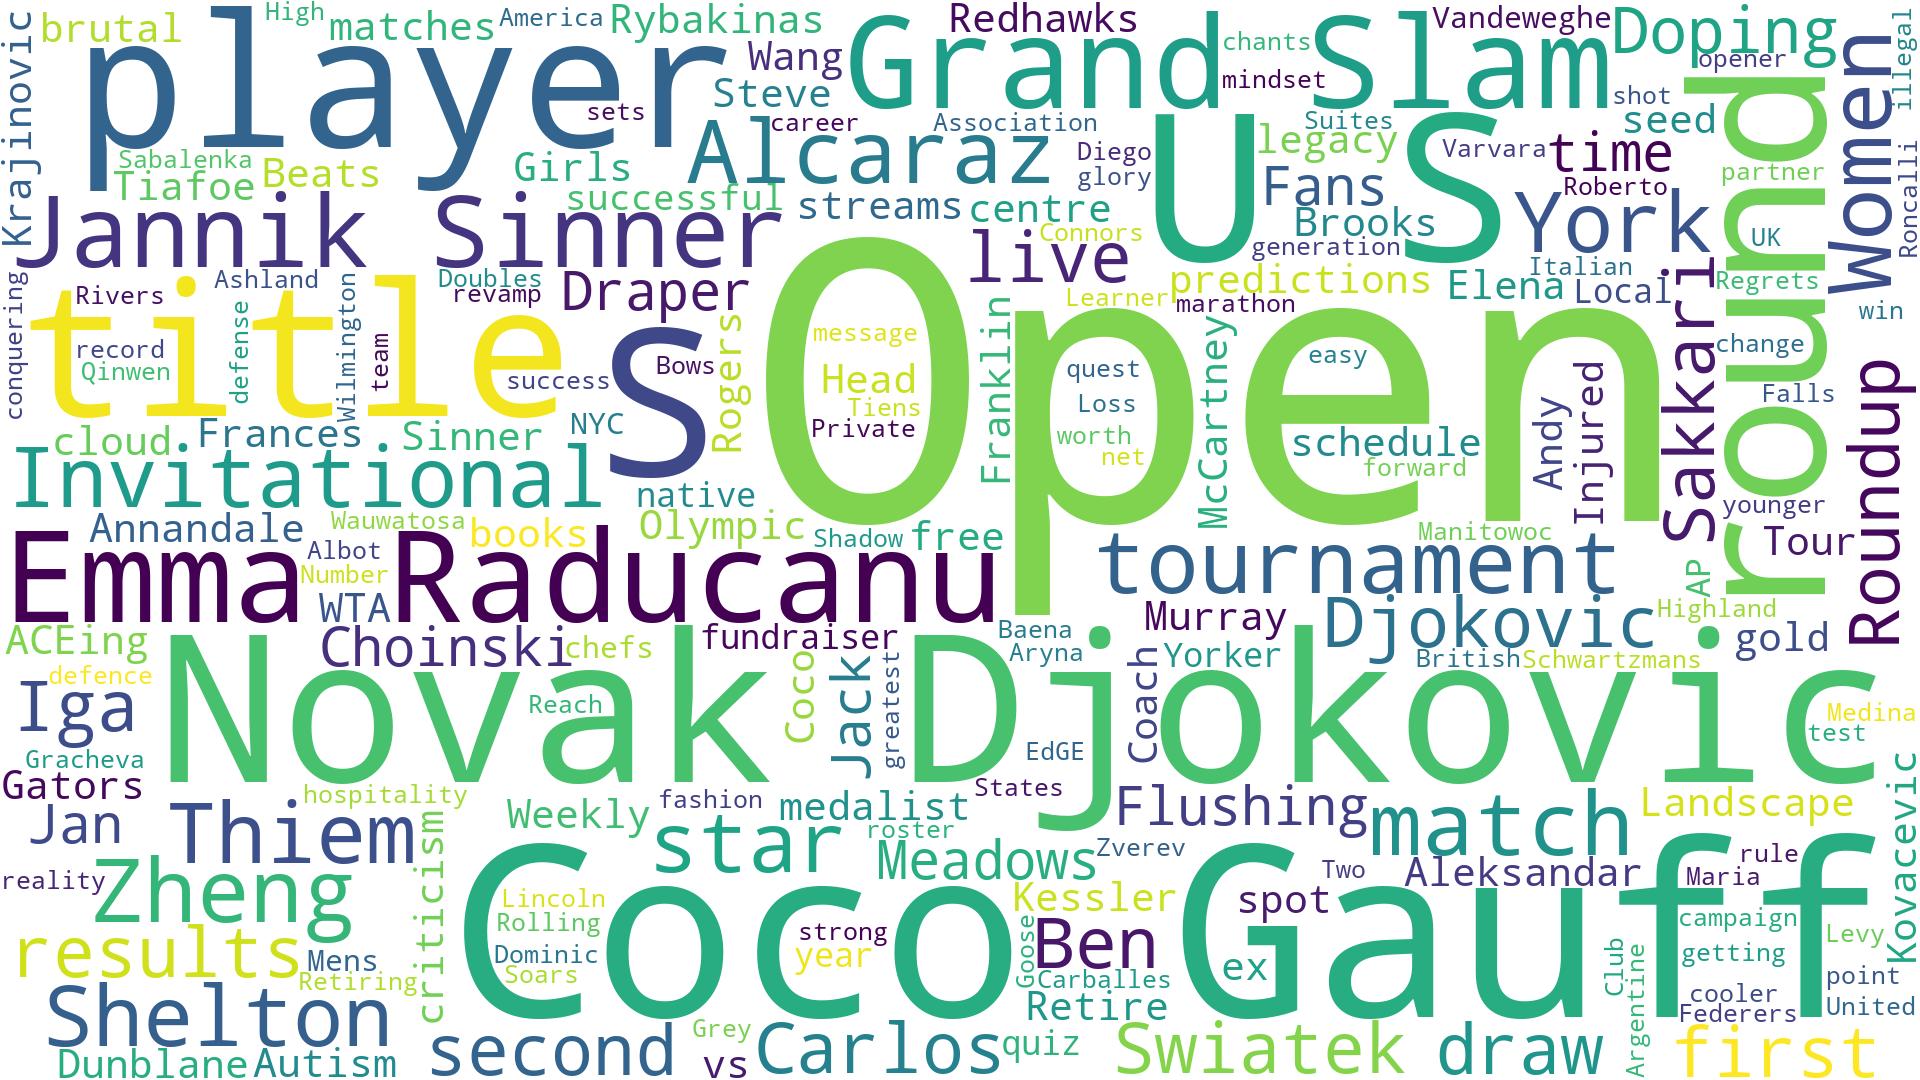 High
America
Rybakinas
Redhawks
Vandeweghe
Doping
brutal
matches
player
Grand Slam
chants
opener
illegal
Krajinovic
Wang
mindset
Women
sets
Steve
career
Association
Suites
shot
seed
round
Alcaraz
US
legacy
Sabalenka
Tiafoe
Beats
Girls
Diego
glory
Varvara
time
partner
Roncalli
successful
Fans
Roberto
Jannik Sinner
streams
centre
Brooks
York
UK
Connors
live
generation
Ashland
Doubles
Draper
predictions
Elena
Italian
Local
Regrets
conquering
Rivers
revamp
Learner
marathon
Sakkari
win
title
defense
Wilmington
team
S
Rogers
message
Open
Franklin
McCartney
record
Qinwen
success
Bows
Head
quest
easy
change
Tiens
Private
Loss
worth
net
Andy
Injured
Falls
Roundup
cloud
Frances
Sinner
NYC
schedule
forward
Invitational
native
younger
Annandale
Wauwatosa
books
Olympic
Shadow
free
Manitowoc
Tour
Emma Raducanu
Albot
Number
tournament
AP
WTA
Murray
Djokovic
Highland
ACEing
Choinski
chefs
fundraiser
Baena
Aryna
Yorker
gold
defence
British
Schwartzmans
Iga
Novak Djokovic
Reach
Coco
Jack
greatest
Coach
Medina
test
Gracheva
EdGE
Gators
hospitality
States
Kovacevic
Jan
Thiem
criticism
Weekly
fashion
medalist
Flushing
match
Landscape
star
roster
Meadows
Zverev
rule
reality
Zheng
Two
Aleksandar
Maria
Coco Gauff
Lincoln
Kessler
spot
Rolling
strong
Goose
Ben
campaign
Levy
results
Mens
Dominic
year
getting
Retiring
Soars
Carballes
ex
Club
Argentine
point
Shelton
Retire
cooler
Federers
United
Grey
Dunblane
Autism
second
vs
Carlos
quiz
Swiatek
draw
first